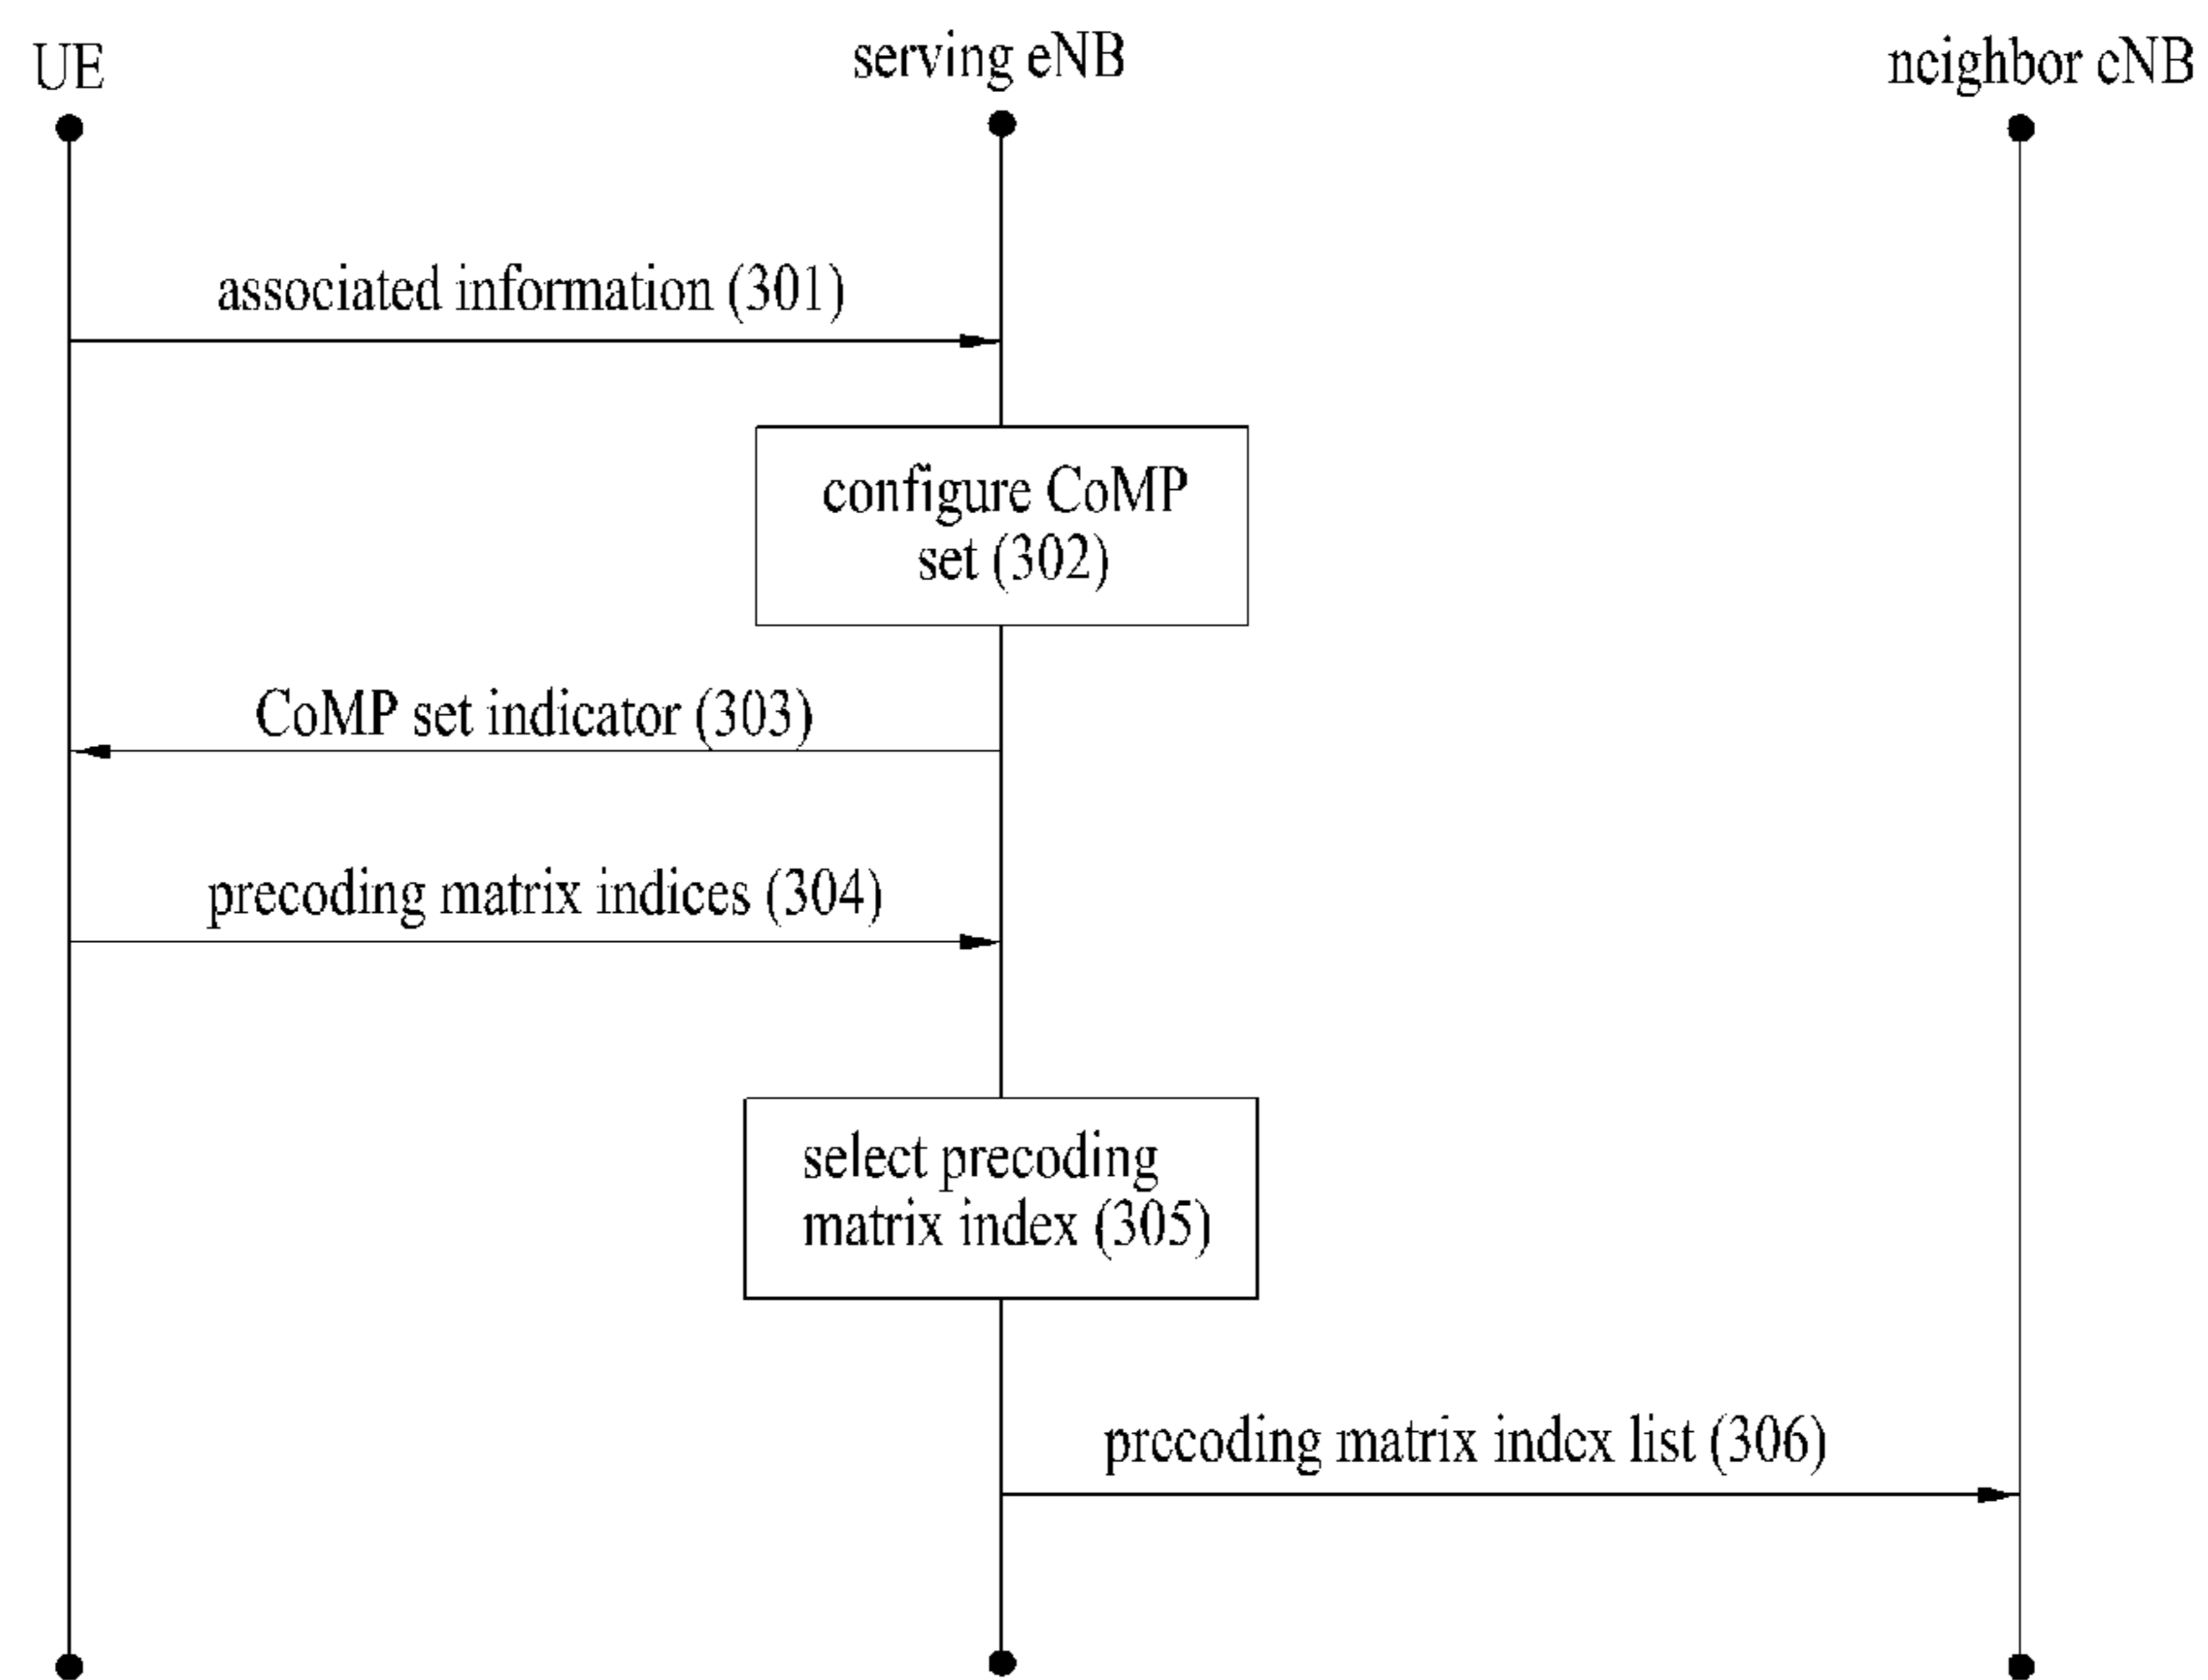 UE
serving eNB
neighbor eNB
associated information (301)
configure CoMP
set (302)
CoMP set indicator (303)
precoding matrix indices (304)
select precoding
matrix index (305)
precoding matrix index list (306)